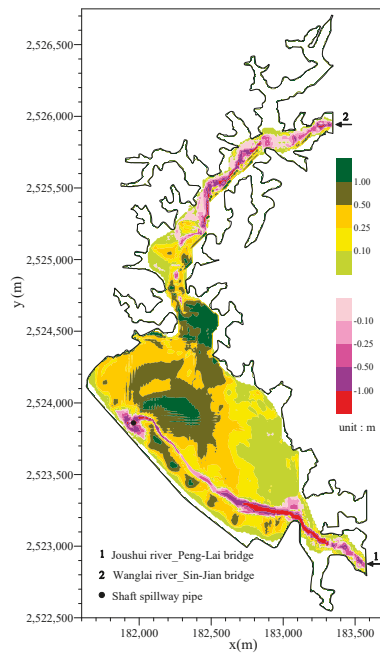 2,526,500
2,526,000
2
1.00
0.50
2,525,500
0.25
0.10
2,525,000
y (m)
-0.10
-0.25
2,524,500
-0.50
-1.00
unit : m
2,524,000
2,523,500
1 Joushui river_Peng-Lai bridge
1
2,523,000
2 Wanglai river_Sin-Jian bridge
Shaft spillway pipe
2,522,500
182,000 182,500 183,000 183,500
x(m)